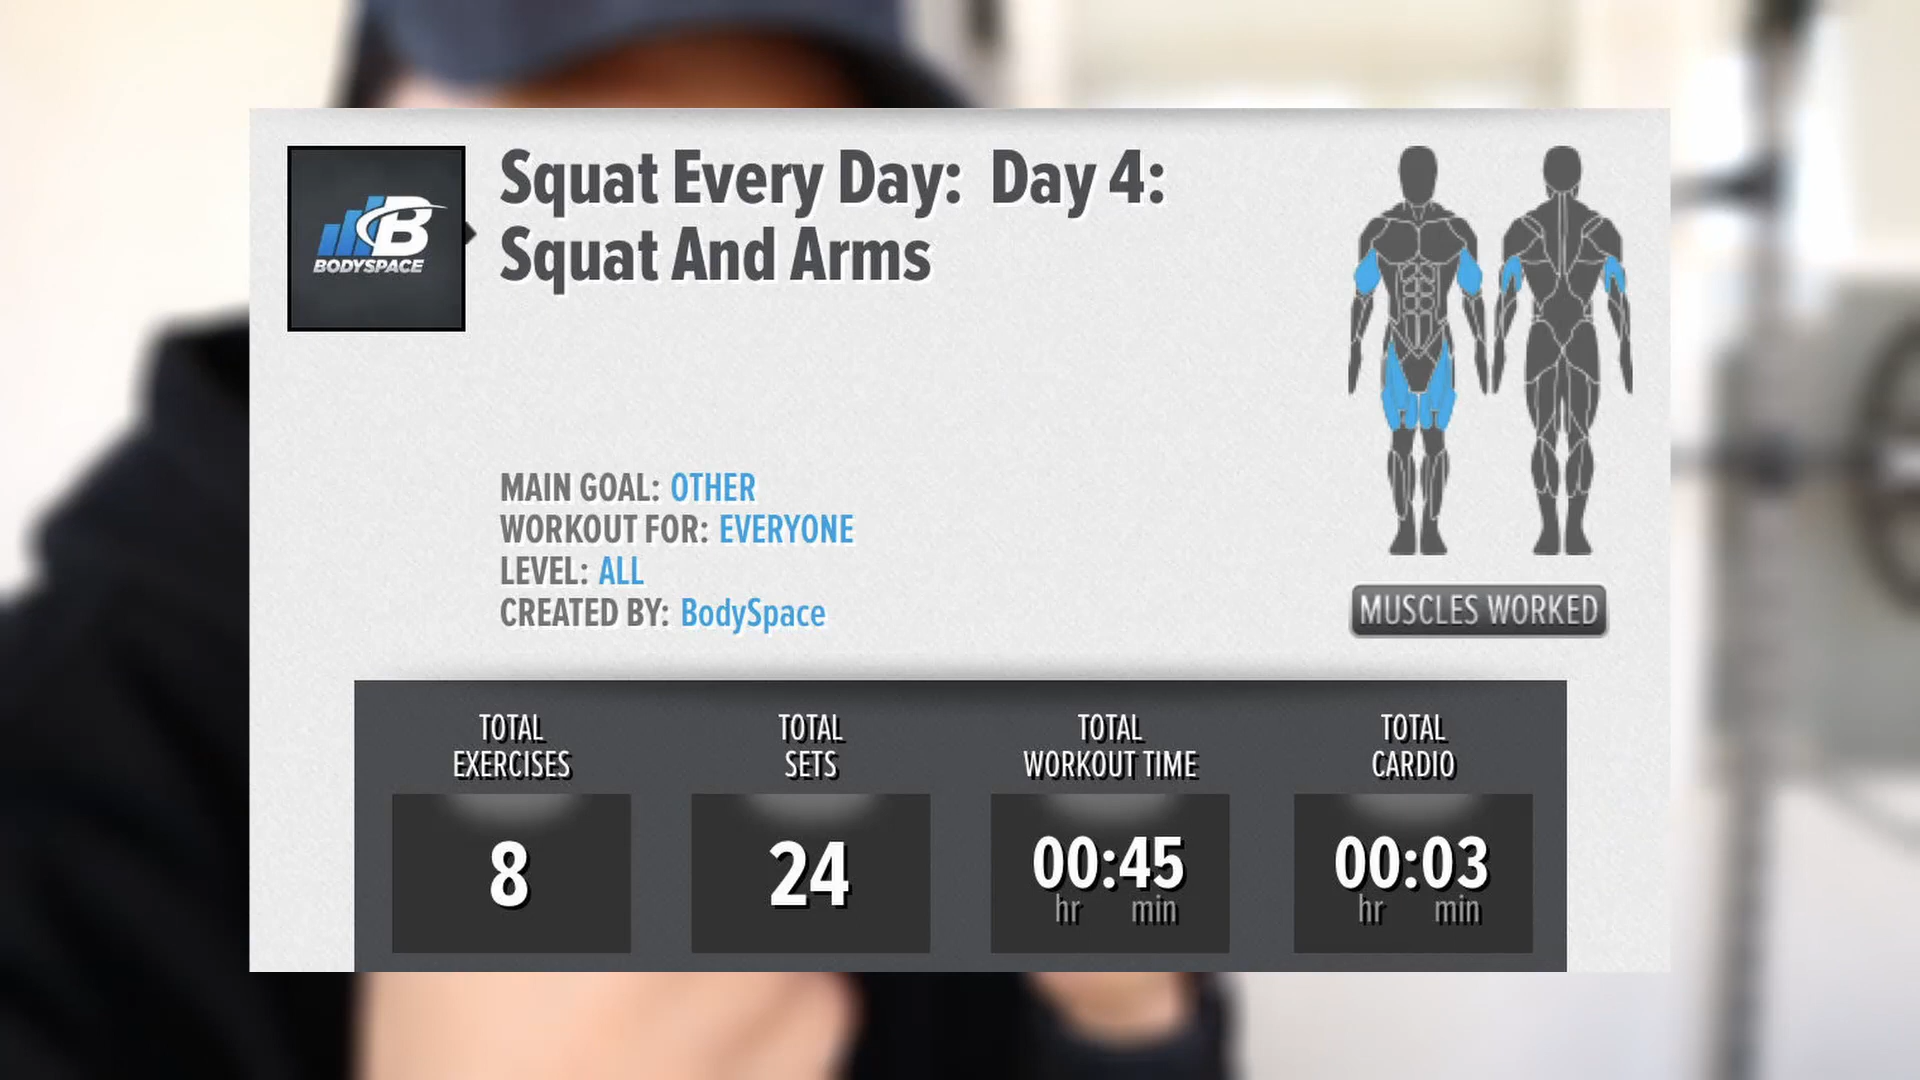 BODYSPACE
Squat Every Day: Day 4:
Squat And Arms
MAIN GOAL: OTHER
WORKOUT FOR: EVERYONE
LEVEL: ALL
CREATED BY: BodySpace
MUSCLES WORKED
TOTAL
EXERCISES
8
TOTAL
SETS
24
TOTAL
WORKOUT TIME
00:45
hr min
TOTAL
CARDIO
00:03
hr min